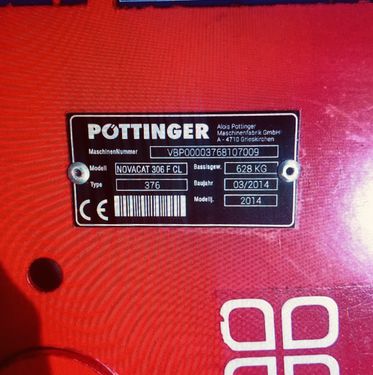 PÖTTINGER
Alois Pöttinger
Maschinenfabrik GmbH
A - 4710 Grieskirchen
MaschinenNummer VBP00003768107009
Modell NOVACAT 306 F CL Basisgew. 628 KG
Type 376 Baujahr 03/2014
CE Modellj. 2014